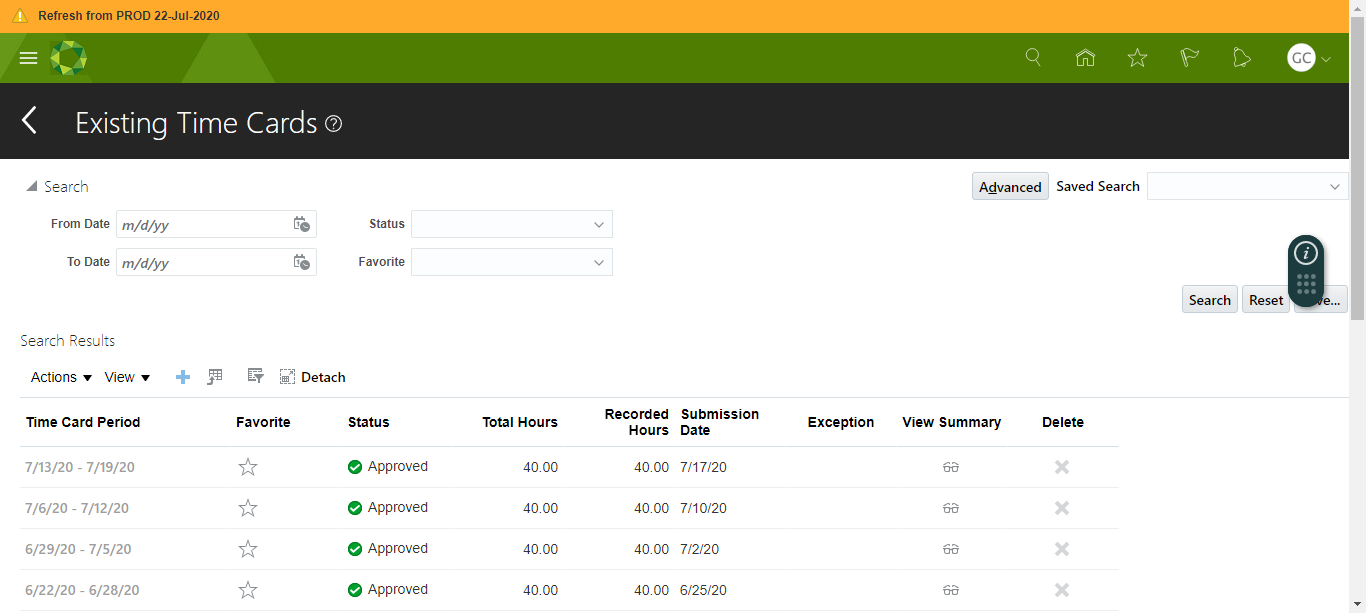 Refresh from PROD 22-Jul-2020
GC
Existing Time Cards
Search
Advanced Saved Search
From Date m/d/yy Status
To Date m/d/yy Favorite
Search Reset
Search Results
Actions View Detach
Time Card Period Favorite Status Total Hours Recorded Hours Submission Date Exception View Summary Delete
7/13/20 - 7/19/20 Approved 40.00 40.00 7/17/20
7/6/20 - 7/12/20 Approved 40.00 40.00 7/10/20
6/29/20 - 7/5/20 Approved 40.00 40.00 7/2/20
6/22/20 - 6/28/20 Approved 40.00 40.00 6/25/20